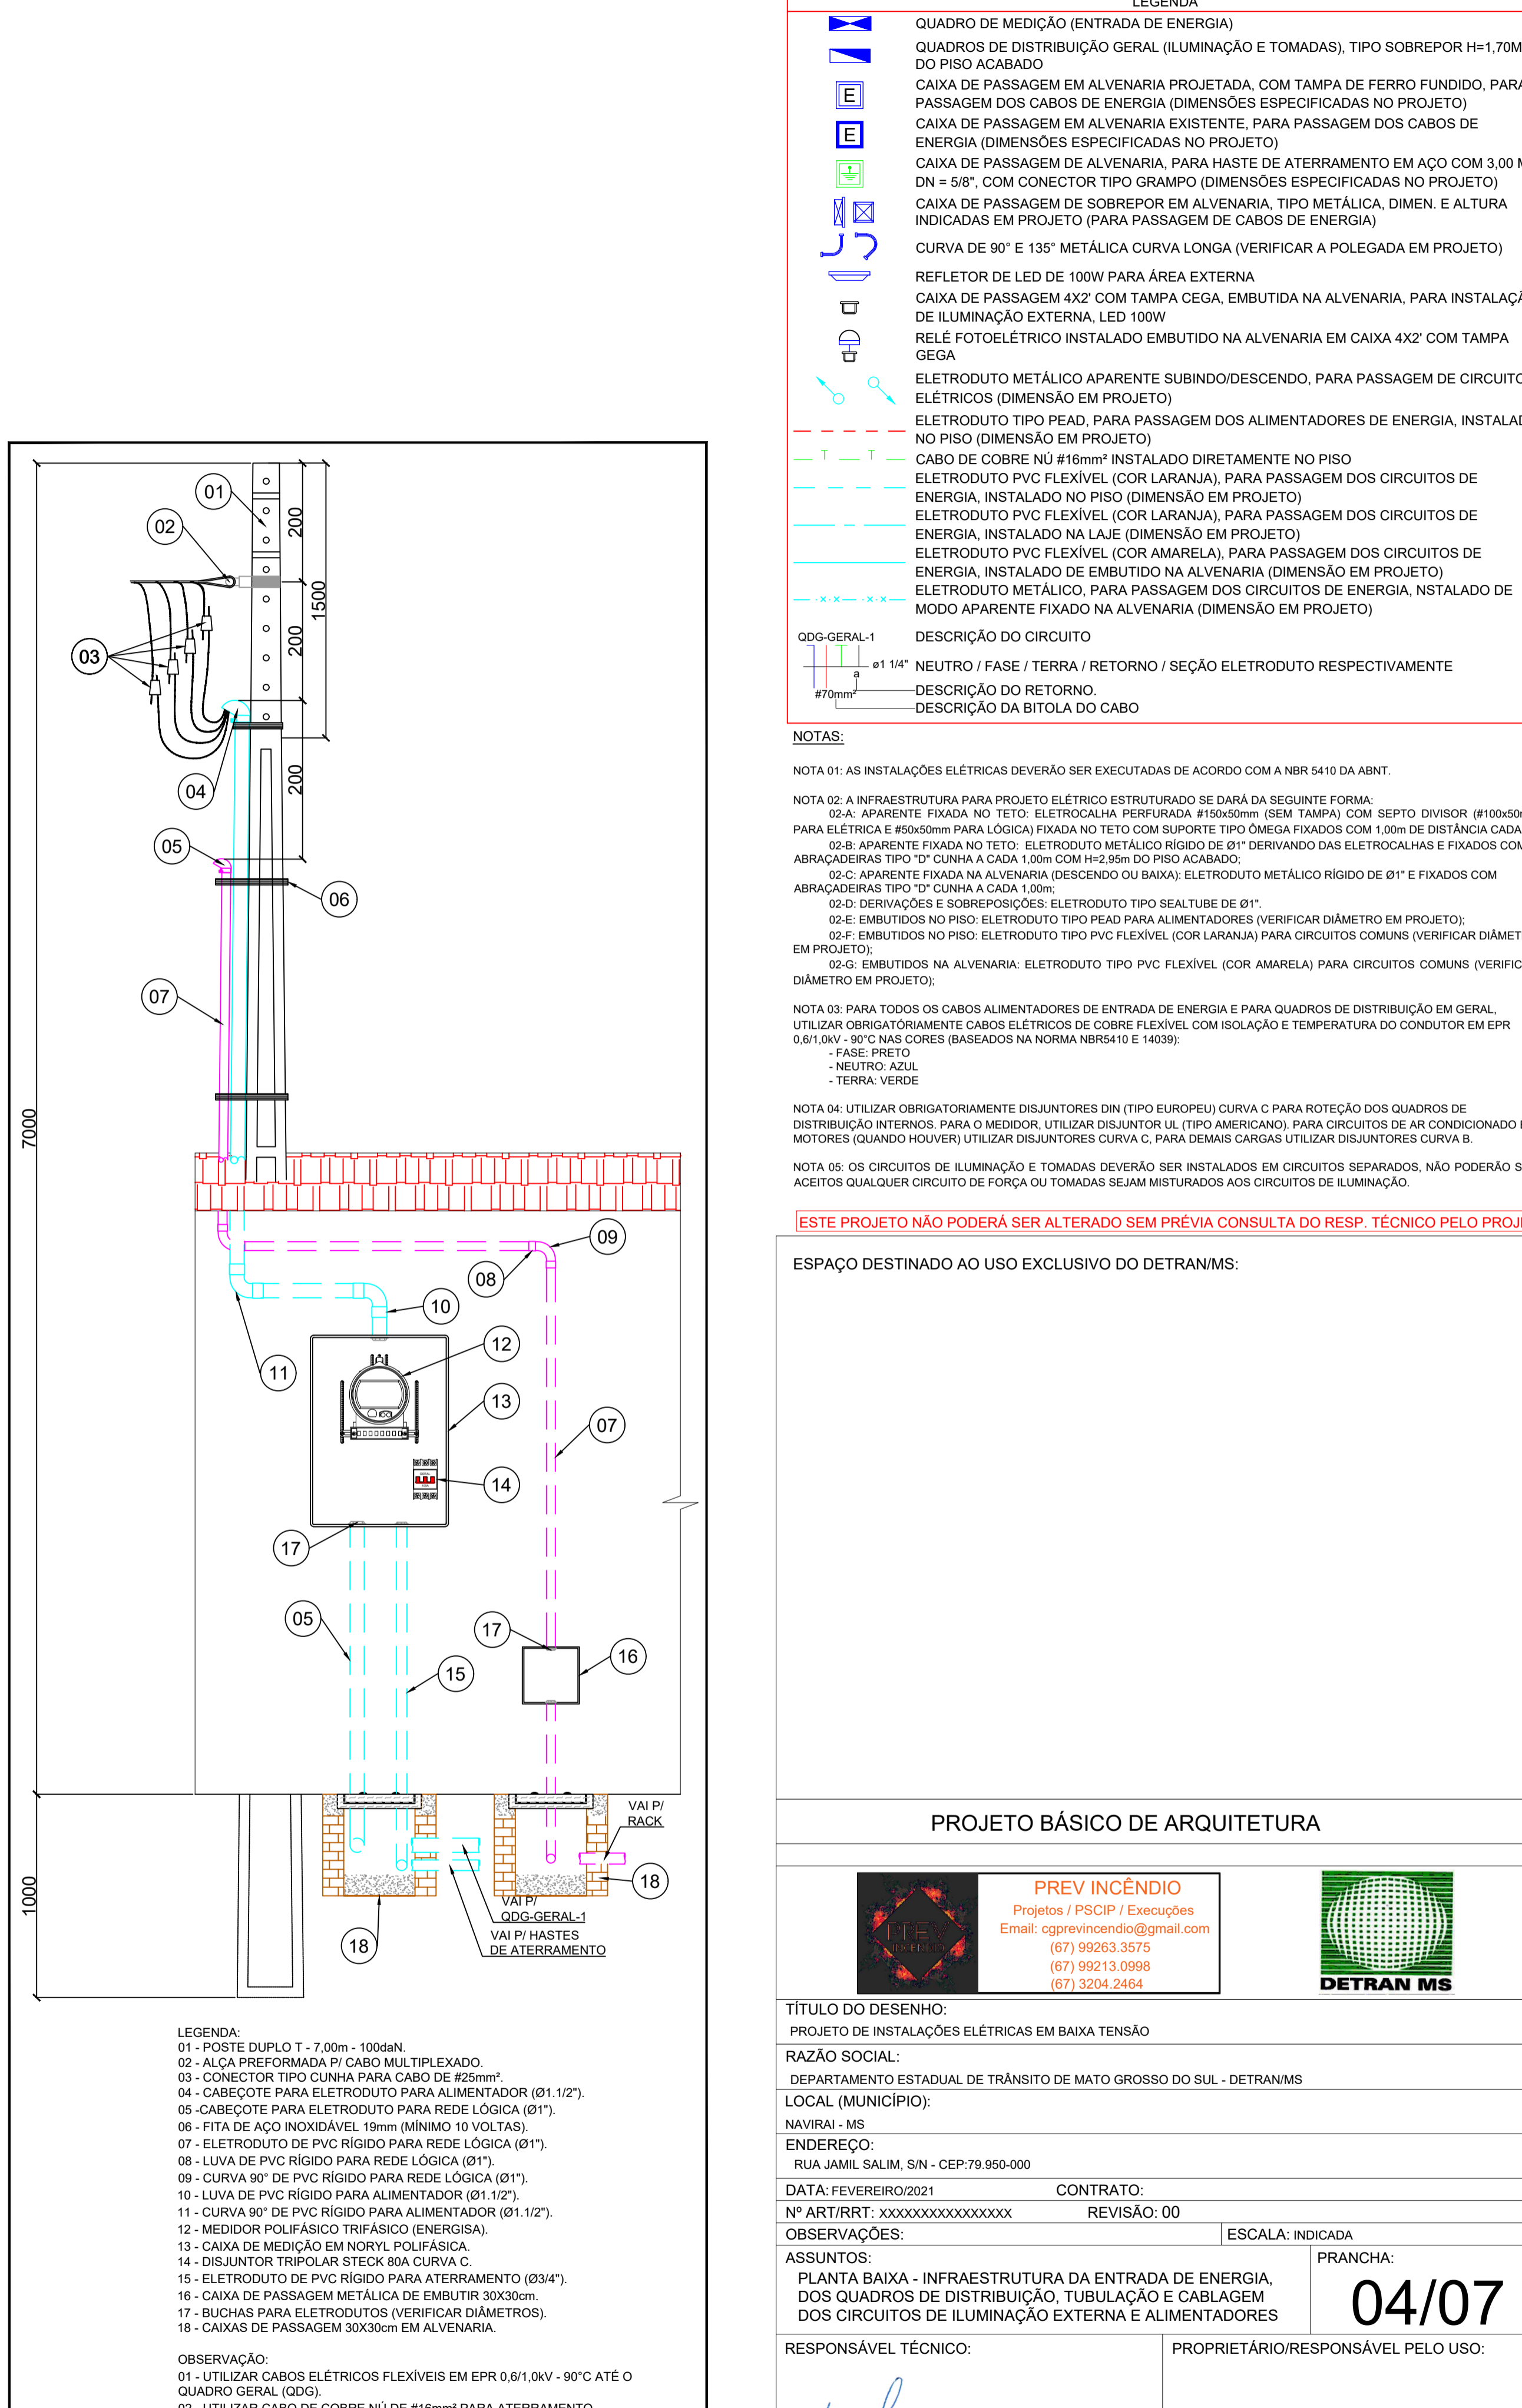 LEGENDA
QUADRO DE MEDIÇÃO (ENTRADA DE ENERGIA)
QUADROS DE DISTRIBUIÇÃO GERAL (ILUMINAÇÃO E TOMADAS), TIPO SOBREPOR H=1,70M
DO PISO ACABADO
E
CAIXA DE PASSAGEM EM ALVENARIA PROJETADA, COM TAMPA DE FERRO FUNDIDO, PARA
PASSAGEM DOS CABOS DE ENERGIA (DIMENSÕES ESPECIFICADAS NO PROJETO)
E
CAIXA DE PASSAGEM EM ALVENARIA EXISTENTE, PARA PASSAGEM DOS CABOS DE
ENERGIA (DIMENSÕES ESPECIFICADAS NO PROJETO)
CAIXA DE PASSAGEM DE ALVENARIA, PARA HASTE DE ATERRAMENTO EM AÇO COM 3,00
DN = 5/8", COM CONECTOR TIPO GRAMPO (DIMENSÕES ESPECIFICADAS NO PROJETO)
CAIXA DE PASSAGEM DE SOBREPOR EM ALVENARIA, TIPO METÁLICA, DIMEN. E ALTURA
INDICADAS EM PROJETO (PARA PASSAGEM DE CABOS DE ENERGIA)
CURVA DE 90° E 135° METÁLICA CURVA LONGA (VERIFICAR A POLEGADA EM PROJETO)
REFLETOR DE LED DE 100W PARA ÁREA EXTERNA
CAIXA DE PASSAGEM 4X2' COM TAMPA CEGA, EMBUTIDA NA ALVENARIA, PARA INSTALAÇÃ
DE ILUMINAÇÃO EXTERNA, LED 100W
RELÉ FOTOELÉTRICO INSTALADO EMBUTIDO NA ALVENARIA EM CAIXA 4X2' COM TAMPA
GEGA
ELETRODUTO METÁLICO APARENTE SUBINDO/DESCENDO, PARA PASSAGEM DE CIRCUITO
ELÉTRICOS (DIMENSÃO EM PROJETO)
ELETRODUTO TIPO PEAD, PARA PASSAGEM DOS ALIMENTADORES DE ENERGIA, INSTALAD
NO PISO (DIMENSÃO EM PROJETO)
T T
CABO DE COBRE NÚ #16mm² INSTALADO DIRETAMENTE NO PISO
ELETRODUTO PVC FLEXÍVEL (COR LARANJA), PARA PASSAGEM DOS CIRCUITOS DE
ENERGIA, INSTALADO NO PISO (DIMENSÃO EM PROJETO)
ELETRODUTO PVC FLEXÍVEL (COR LARANJA), PARA PASSAGEM DOS CIRCUITOS DE
ENERGIA, INSTALADO NA LAJE (DIMENSÃO EM PROJETO)
ELETRODUTO PVC FLEXÍVEL (COR AMARELA), PARA PASSAGEM DOS CIRCUITOS DE
ENERGIA, INSTALADO DE EMBUTIDO NA ALVENARIA (DIMENSÃO EM PROJETO)
ELETRODUTO METÁLICO, PARA PASSAGEM DOS CIRCUITOS DE ENERGIA, NSTALADO DE
MODO APARENTE FIXADO NA ALVENARIA (DIMENSÃO EM PROJETO)
QDG-GERAL-1
DESCRIÇÃO DO CIRCUITO
ø1 1/4"
NEUTRO / FASE / TERRA / RETORNO / SEÇÃO ELETRODUTO RESPECTIVAMENTE
a
#70mm²
DESCRIÇÃO DO RETORNO.
DESCRIÇÃO DA BITOLA DO CABO
NOTAS:
NOTA 01: AS INSTALAÇÕES ELÉTRICAS DEVERÃO SER EXECUTADAS DE ACORDO COM A NBR 5410 DA ABNT.
NOTA 02: A INFRAESTRUTURA PARA PROJETO ELÉTRICO ESTRUTURADO SE DARÁ DA SEGUINTE FORMA:
02-A: APARENTE FIXADA NO TETO: ELETROCALHA PERFURADA #150x50mm (SEM TAMPA) COM SEPTO DIVISOR (#100x50
PARA ELÉTRICA E #50x50mm PARA LÓGICA) FIXADA NO TETO COM SUPORTE TIPO ÔMEGA FIXADOS COM 1,00m DE DISTÂNCIA CADA
02-B: APARENTE FIXADA NO TETO: ELETRODUTO METÁLICO RÍGIDO DE Ø1" DERIVANDO DAS ELETROCALHAS E FIXADOS COM
ABRAÇADEIRAS TIPO "D" CUNHA A CADA 1,00m COM H=2,95m DO PISO ACABADO;
02-C: APARENTE FIXADA NA ALVENARIA (DESCENDO OU BAIXA): ELETRODUTO METÁLICO RÍGIDO DE Ø1" E FIXADOS COM
ABRAÇADEIRAS TIPO "D" CUNHA A CADA 1,00m;
02-D: DERIVAÇÕES E SOBREPOSIÇÕES: ELETRODUTO TIPO SEALTUBE DE Ø1".
02-E: EMBUTIDOS NO PISO: ELETRODUTO TIPO PEAD PARA ALIMENTADORES (VERIFICAR DIÂMETRO EM PROJETO);
02-F: EMBUTIDOS NO PISO: ELETRODUTO TIPO PVC FLEXÍVEL (COR LARANJA) PARA CIRCUITOS COMUNS (VERIFICAR DIÂMET
EM PROJETO);
02-G: EMBUTIDOS NA ALVENARIA: ELETRODUTO TIPO PVC FLEXÍVEL (COR AMARELA) PARA CIRCUITOS COMUNS (VERIFIC
DIÂMETRO EM PROJETO);
NOTA 03: PARA TODOS OS CABOS ALIMENTADORES DE ENTRADA DE ENERGIA E PARA QUADROS DE DISTRIBUIÇÃO EM GERAL,
UTILIZAR OBRIGATÓRIAMENTE CABOS ELÉTRICOS DE COBRE FLEXÍVEL COM ISOLAÇÃO E TEMPERATURA DO CONDUTOR EM EPR
0,6/1,0kV - 90°C NAS CORES (BASEADOS NA NORMA NBR5410 E 14039):
- FASE: PRETO
- NEUTRO: AZUL
- TERRA: VERDE
NOTA 04: UTILIZAR OBRIGATORIAMENTE DISJUNTORES DIN (TIPO EUROPEU) CURVA C PARA ROTEÇÃO DOS QUADROS DE
DISTRIBUIÇÃO INTERNOS. PARA O MEDIDOR, UTILIZAR DISJUNTOR UL (TIPO AMERICANO). PARA CIRCUITOS DE AR CONDICIONADO E
MOTORES (QUANDO HOUVER) UTILIZAR DISJUNTORES CURVA C, PARA DEMAIS CARGAS UTILIZAR DISJUNTORES CURVA B.
NOTA 05: OS CIRCUITOS DE ILUMINAÇÃO E TOMADAS DEVERÃO SER INSTALADOS EM CIRCUITOS SEPARADOS, NÃO PODERÃO S
ACEITOS QUALQUER CIRCUITO DE FORÇA OU TOMADAS SEJAM MISTURADOS AOS CIRCUITOS DE ILUMINAÇÃO.
ESTE PROJETO NÃO PODERÁ SER ALTERADO SEM PRÉVIA CONSULTA DO RESP. TÉCNICO PELO PROJ
ESPAÇO DESTINADO AO USO EXCLUSIVO DO DETRAN/MS:
01
02
03
04
05
06
07
200
200
200
1500
7000
1000
08
09
10
11
12
13
07
14
17
05
15
17
16
18
18
VAI P/
RACK
VAI P/
QDG-GERAL-1
VAI P/ HASTES
DE ATERRAMENTO
LEGENDA:
01 - POSTE DUPLO T - 7,00m - 100daN.
02 - ALÇA PREFORMADA P/ CABO MULTIPLEXADO.
03 - CONECTOR TIPO CUNHA PARA CABO DE #25mm².
04 - CABEÇOTE PARA ELETRODUTO PARA ALIMENTADOR (Ø1.1/2").
05 -CABEÇOTE PARA ELETRODUTO PARA REDE LÓGICA (Ø1").
06 - FITA DE AÇO INOXIDÁVEL 19mm (MÍNIMO 10 VOLTAS).
07 - ELETRODUTO DE PVC RÍGIDO PARA REDE LÓGICA (Ø1").
08 - LUVA DE PVC RÍGIDO PARA REDE LÓGICA (Ø1").
09 - CURVA 90° DE PVC RÍGIDO PARA REDE LÓGICA (Ø1").
10 - LUVA DE PVC RÍGIDO PARA ALIMENTADOR (Ø1.1/2").
11 - CURVA 90° DE PVC RÍGIDO PARA ALIMENTADOR (Ø1.1/2").
12 - MEDIDOR POLIFÁSICO TRIFÁSICO (ENERGISA).
13 - CAIXA DE MEDIÇÃO EM NORYL POLIFÁSICA.
14 - DISJUNTOR TRIPOLAR STECK 80A CURVA C.
15 - ELETRODUTO DE PVC RÍGIDO PARA ATERRAMENTO (Ø3/4").
16 - CAIXA DE PASSAGEM METÁLICA DE EMBUTIR 30X30cm.
17 - BUCHAS PARA ELETRODUTOS (VERIFICAR DIÂMETROS).
18 - CAIXAS DE PASSAGEM 30X30cm EM ALVENARIA.
OBSERVAÇÃO:
01 - UTILIZAR CABOS ELÉTRICOS FLEXÍVEIS EM EPR 0,6/1,0kV - 90°C ATÉ O
QUADRO GERAL (QDG).
02 - UTILIZAR CABO DE COBRE NÚ DE #16mm² PARA ATERRAMENTO
PROJETO BÁSICO DE ARQUITETURA
PREV
INCÊNDIO
PREV INCÊNDIO
Projetos / PSCIP / Execuções
Email: cgprevincendio@gmail.com
(67) 99263.3575
(67) 99213.0998
(67) 3204.2464
DETRAN MS
TÍTULO DO DESENHO:
PROJETO DE INSTALAÇÕES ELÉTRICAS EM BAIXA TENSÃO
RAZÃO SOCIAL:
DEPARTAMENTO ESTADUAL DE TRÂNSITO DE MATO GROSSO DO SUL - DETRAN/MS
LOCAL (MUNICÍPIO):
NAVIRAI - MS
ENDEREÇO:
RUA JAMIL SALIM, S/N - CEP:79.950-000
DATA: FEVEREIRO/2021 CONTRATO:
Nº ART/RRT: XXXXXXXXXXXXXXXX REVISÃO: 00
OBSERVAÇÕES: ESCALA: INDICADA
ASSUNTOS:
PLANTA BAIXA - INFRAESTRUTURA DA ENTRADA DE ENERGIA,
DOS QUADROS DE DISTRIBUIÇÃO, TUBULAÇÃO E CABLAGEM
DOS CIRCUITOS DE ILUMINAÇÃO EXTERNA E ALIMENTADORES
PRANCHA:
04/07
RESPONSÁVEL TÉCNICO:
PROPRIETÁRIO/RESPONSÁVEL PELO USO: